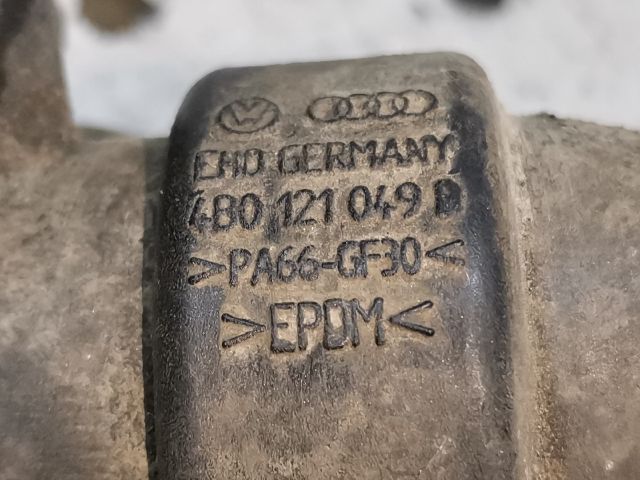 EHD GERMANY
4B0 121 049 D
>PA66-GF30<
>EPDM<